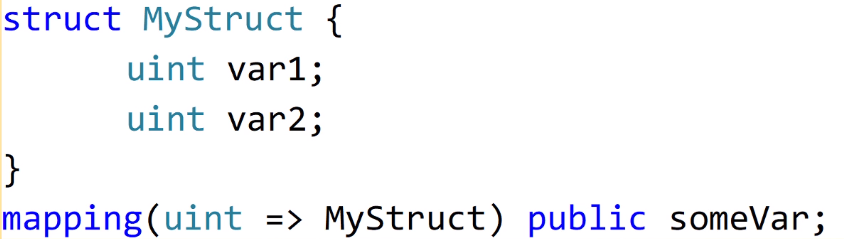 struct MyStruct {
uint var1;
uint var2;
}
mapping(uint => MyStruct) public someVar;